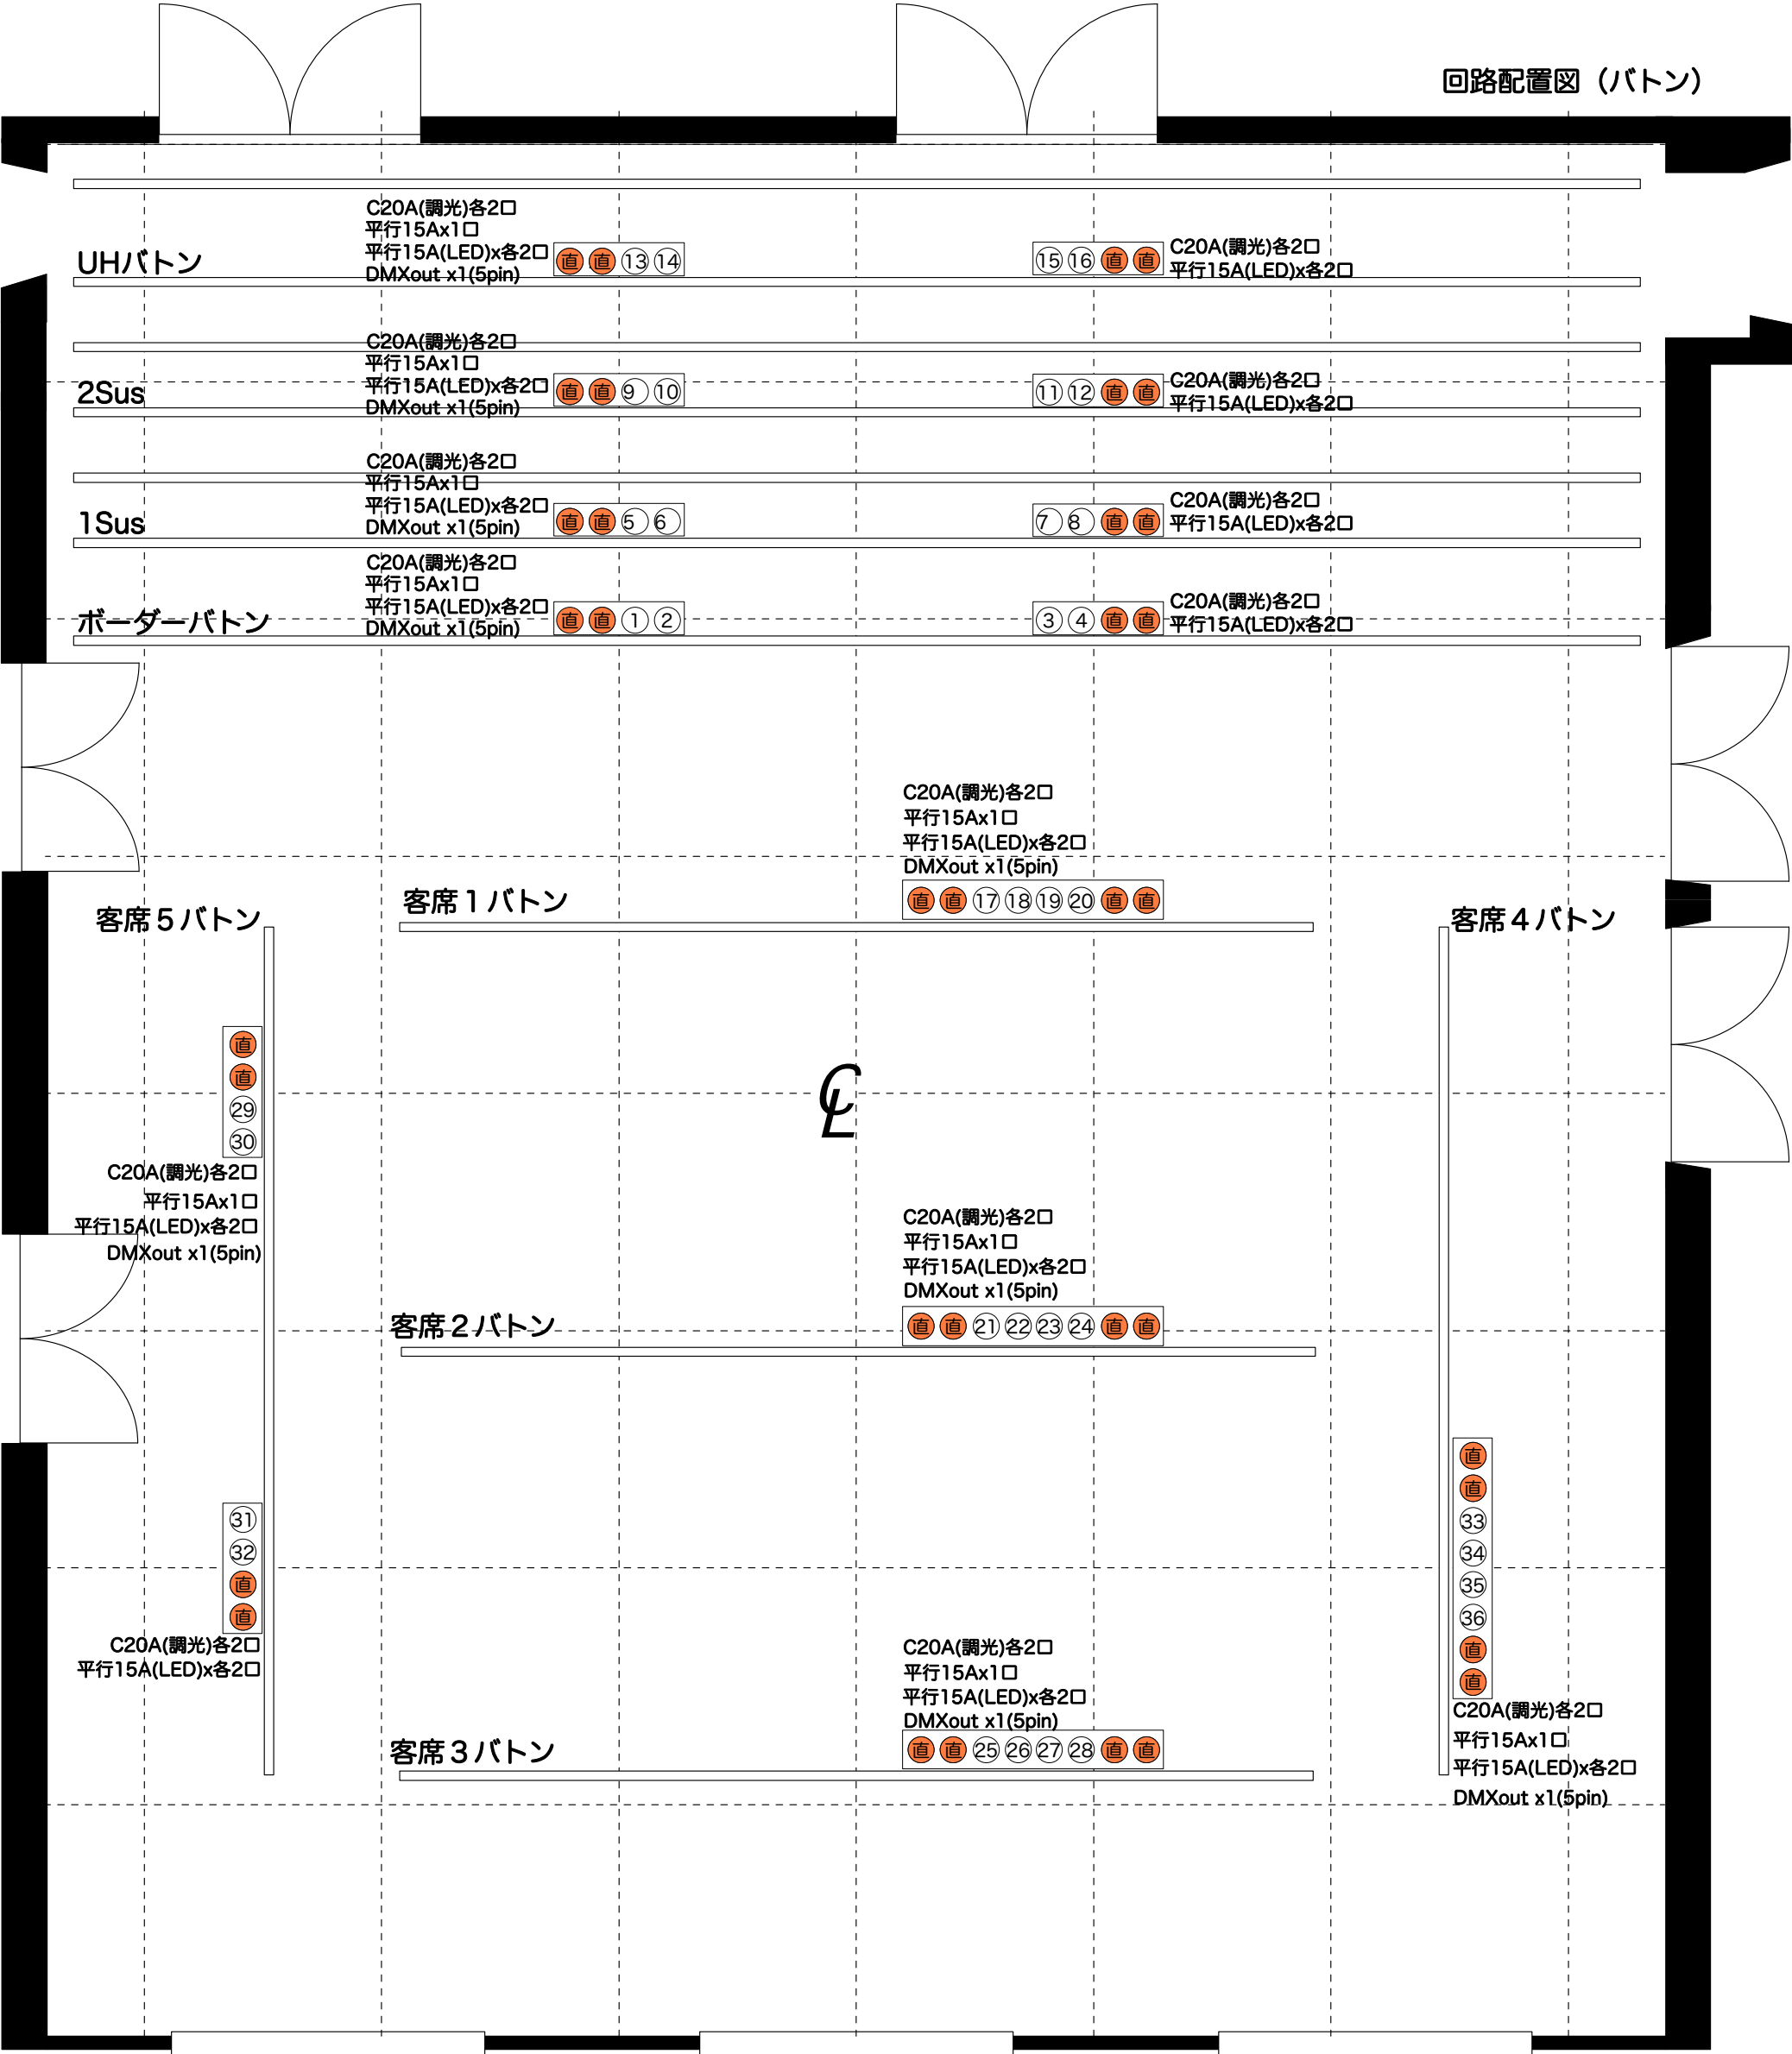 回路配置図（バトン）
C20A(調光)各2口
平行15Ax1口
平行15A(LED)x各2口
DMXout x1(5pin)
UHバトン
直 直 13 14
15 16 直 直
C20A(調光)各2口
平行15A(LED)x各2口
C20A(調光)各2口
平行15Ax1口
平行15A(LED)x各2口
DMXout x1(5pin)
2Sus
直 直 9 10
11 12 直 直
C20A(調光)各2口
平行15A(LED)x各2口
C20A(調光)各2口
平行15Ax1口
平行15A(LED)x各2口
DMXout x1(5pin)
1Sus
直 直 5 6
7 8 直 直
C20A(調光)各2口
平行15A(LED)x各2口
C20A(調光)各2口
平行15Ax1口
平行15A(LED)x各2口
DMXout x1(5pin)
ボーダーバトン
直 直 1 2
3 4 直 直
C20A(調光)各2口
平行15A(LED)x各2口
C20A(調光)各2口
平行15Ax1口
平行15A(LED)x各2口
DMXout x1(5pin)
客席１バトン
直 直 17 18 19 20 直 直
客席５バトン
客席４バトン
直
直
29
30
C20A(調光)各2口
平行15Ax1口
平行15A(LED)x各2口
DMXout x1(5pin)
CL
C20A(調光)各2口
平行15Ax1口
平行15A(LED)x各2口
DMXout x1(5pin)
客席２バトン
直 直 21 22 23 24 直 直
31
32
直
直
C20A(調光)各2口
平行15A(LED)x各2口
直
直
33
34
35
36
直
直
C20A(調光)各2口
平行15Ax1口
平行15A(LED)x各2口
DMXout x1(5pin)
C20A(調光)各2口
平行15Ax1口
平行15A(LED)x各2口
DMXout x1(5pin)
客席３バトン
直 直 25 26 27 28 直 直